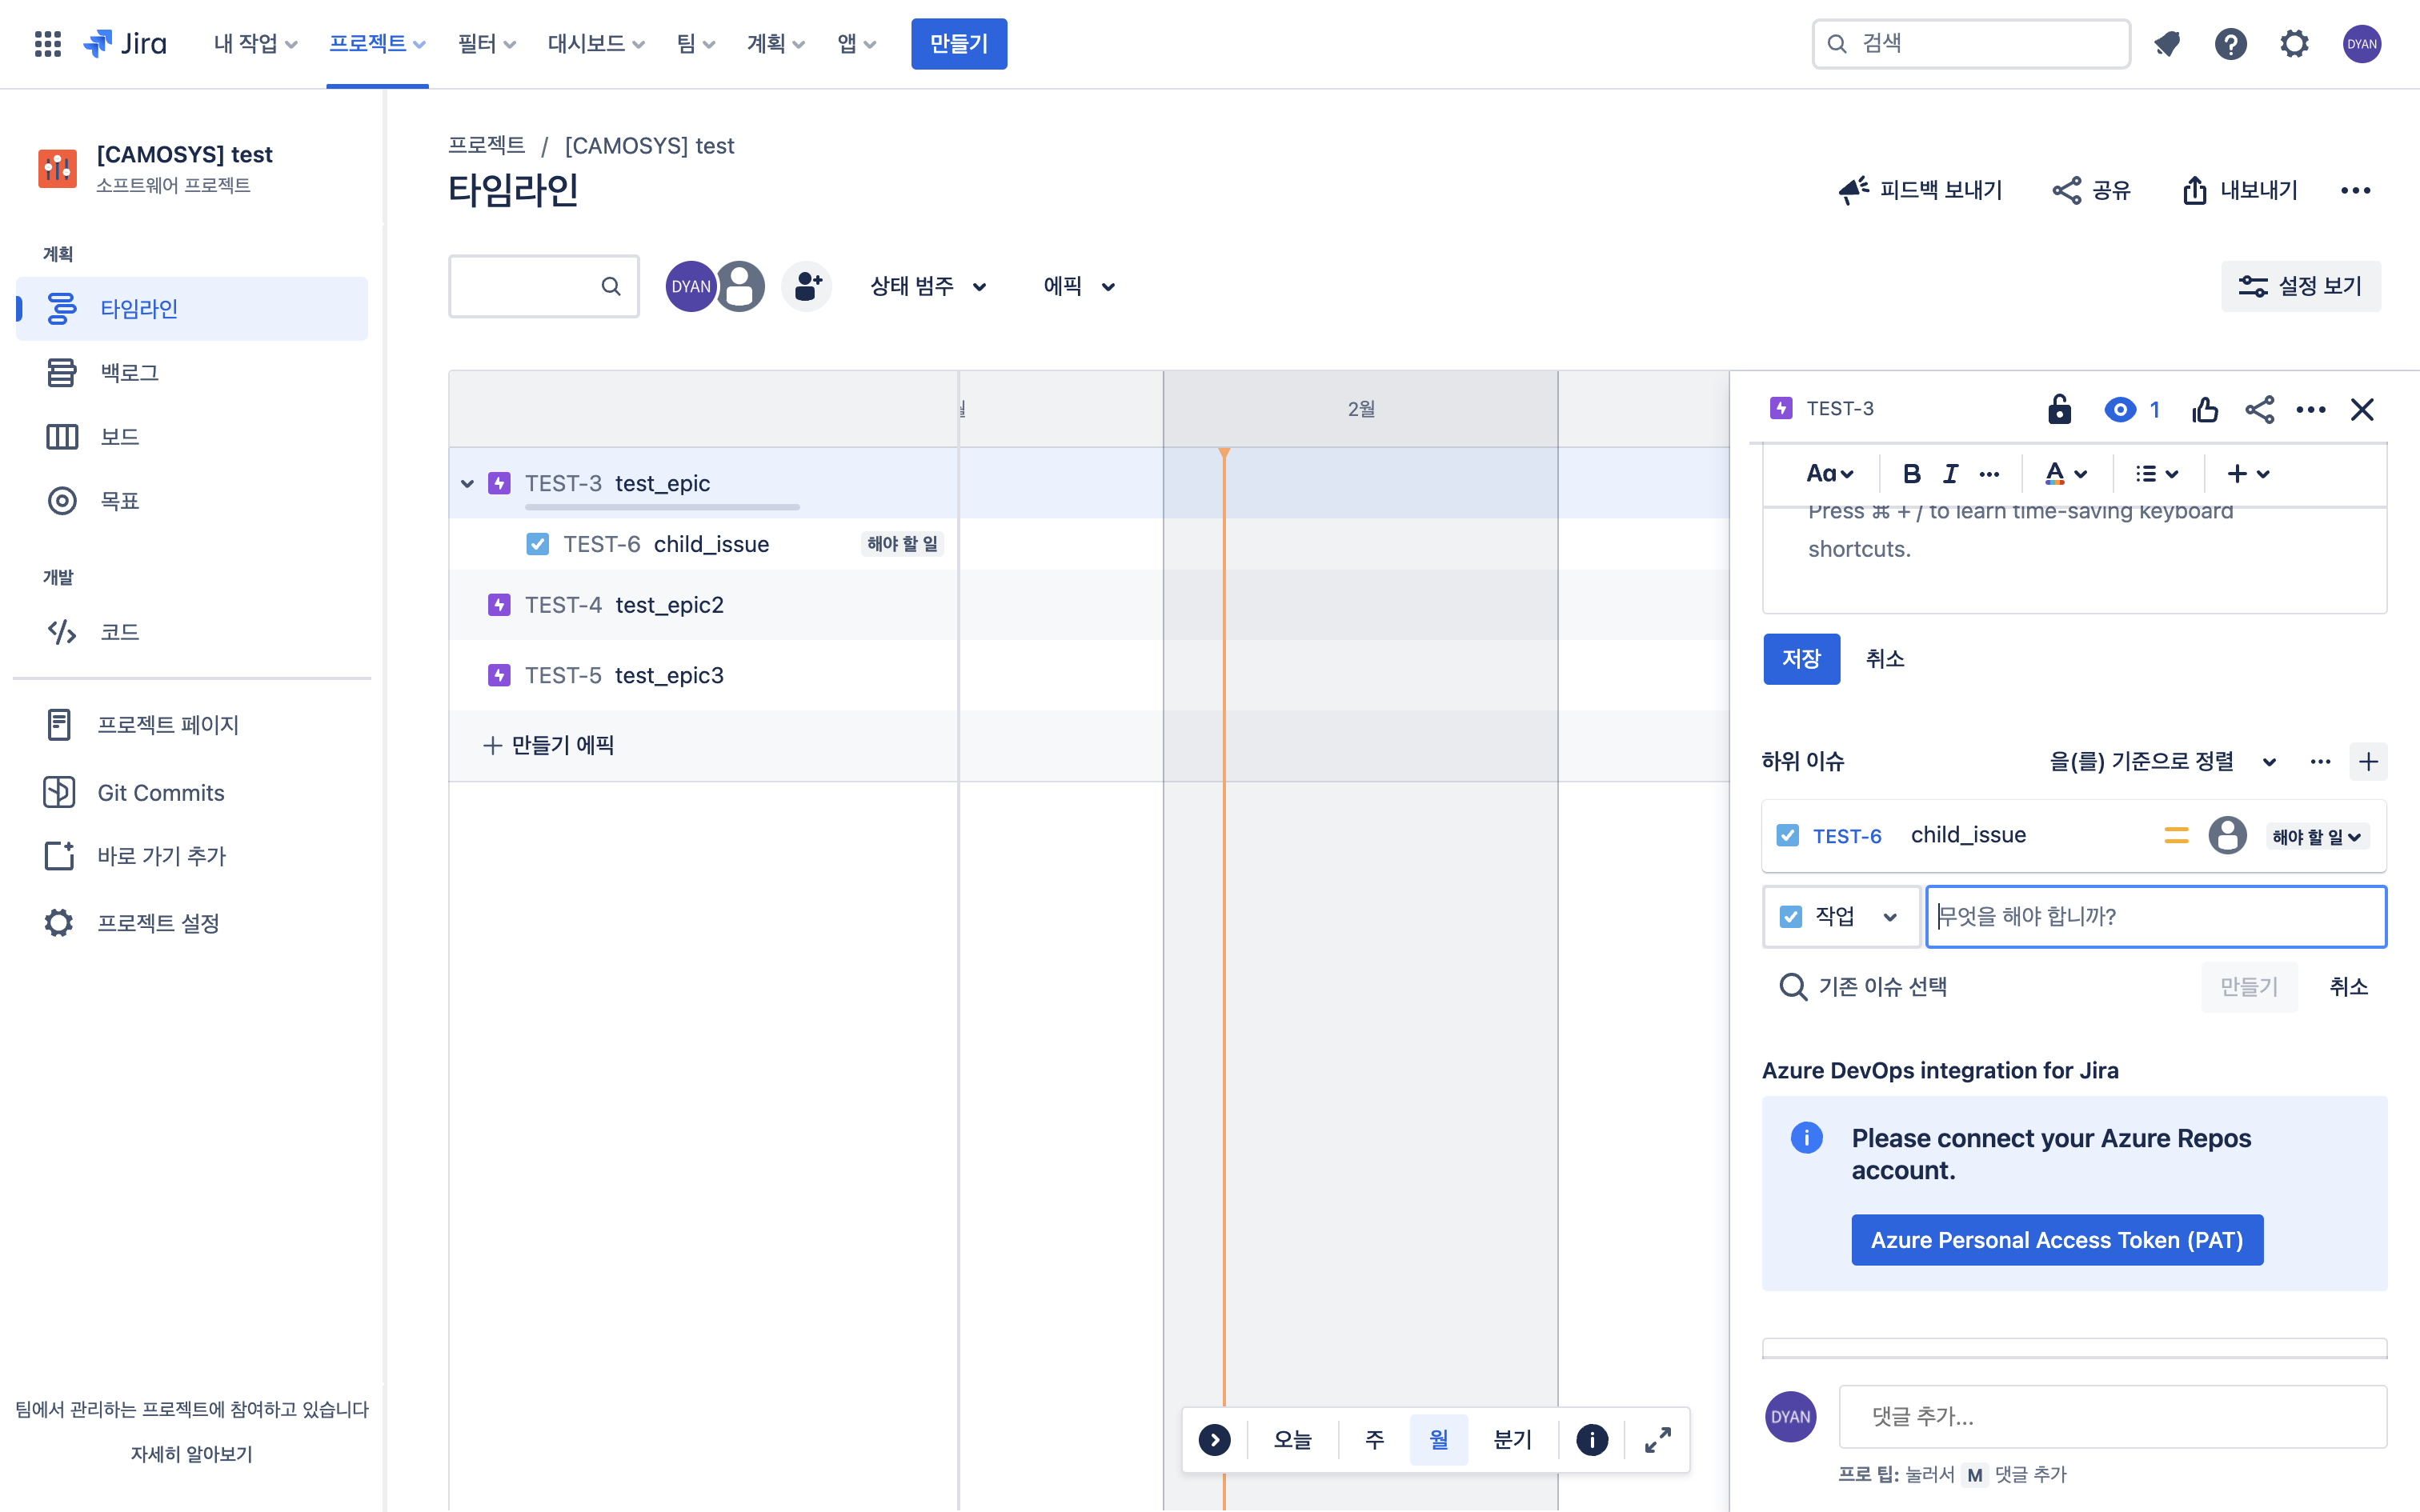 Jira
내 작업
프로젝트
필터
대시보드
팀
계획
앱
만들기
검색
DYAN
[CAMOSYS] test
소프트웨어 프로젝트
계획
타임라인
백로그
보드
목표
개발
코드
프로젝트 페이지
Git Commits
바로 가기 추가
프로젝트 설정
팀에서 관리하는 프로젝트에 참여하고 있습니다
자세히 알아보기
프로젝트 / [CAMOSYS] test
타임라인
피드백 보내기
공유
내보내기
DYAN
상태 범주
에픽
설정 보기
2월
TEST-3 test_epic
TEST-6 child_issue 해야 할 일
TEST-4 test_epic2
TEST-5 test_epic3
+ 만들기 에픽
오늘
주
월
분기
TEST-3
1
Aa B I ... A
Press ⌘ + / to learn time-saving keyboard
shortcuts.
저장 취소
하위 이슈 을(를) 기준으로 정렬
TEST-6 child_issue 해야 할 일
작업 무엇을 해야 합니까?
기존 이슈 선택 만들기 취소
Azure DevOps integration for Jira
Please connect your Azure Repos
account.
Azure Personal Access Token (PAT)
DYAN 댓글 추가...
프로 팁: 눌러서 M 댓글 추가